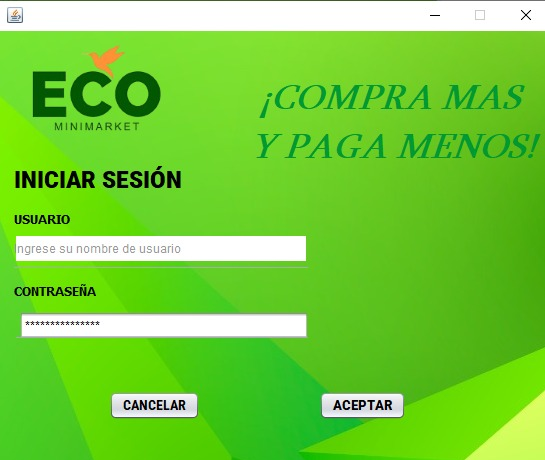 ECO
MINIMARKET
¡COMPRA MAS
Y PAGA MENOS!
INICIAR SESIÓN
USUARIO
Ingrese su nombre de usuario
CONTRASEÑA
***************
CANCELAR
ACEPTAR